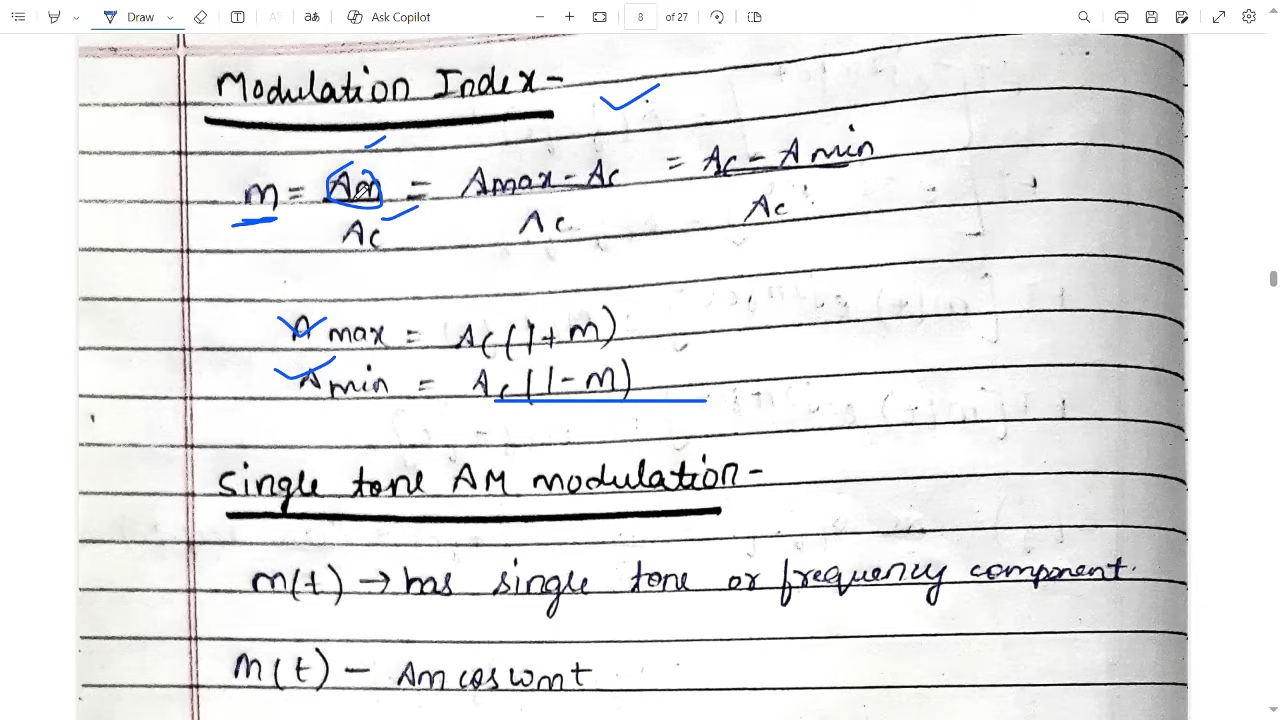 Draw
Ask Copilot
8 of 27
Modulation Index-
m = Am/Ac = Amax - Ac/Ac = Ac - Amin/Ac
Amax = Ac(1+m)
Amin = Ac(1-m)
Single tone AM modulation-
m(t) → has single tone or frequency component.
m(t) - Am cos wmt